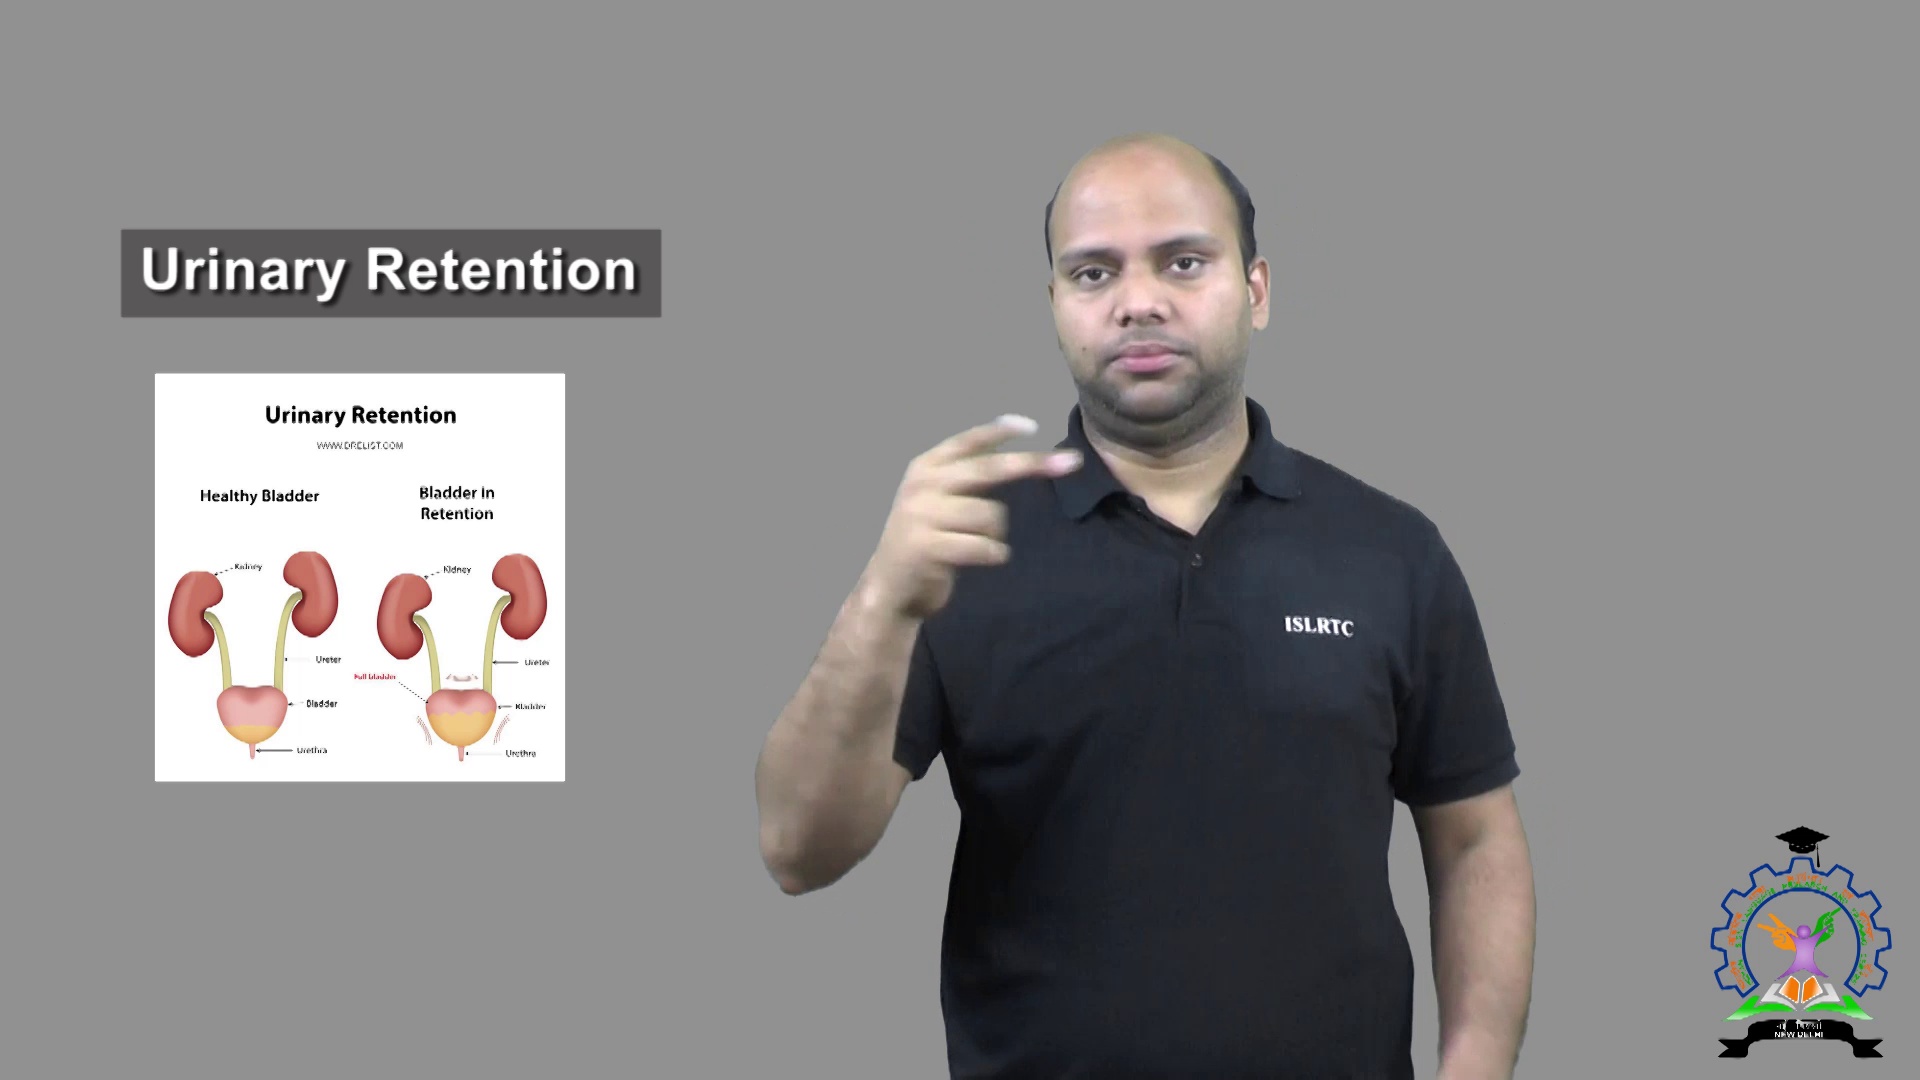 Urinary Retention
Urinary Retention
WWW.DRELIST.COM
Healthy Bladder
Bladder In
Retention
Kidney
Kidney
Ureter
Ureter
Full bladder
Bladder
Bladder
Urethra
Urethra
ISLRTC
NEW DELHI